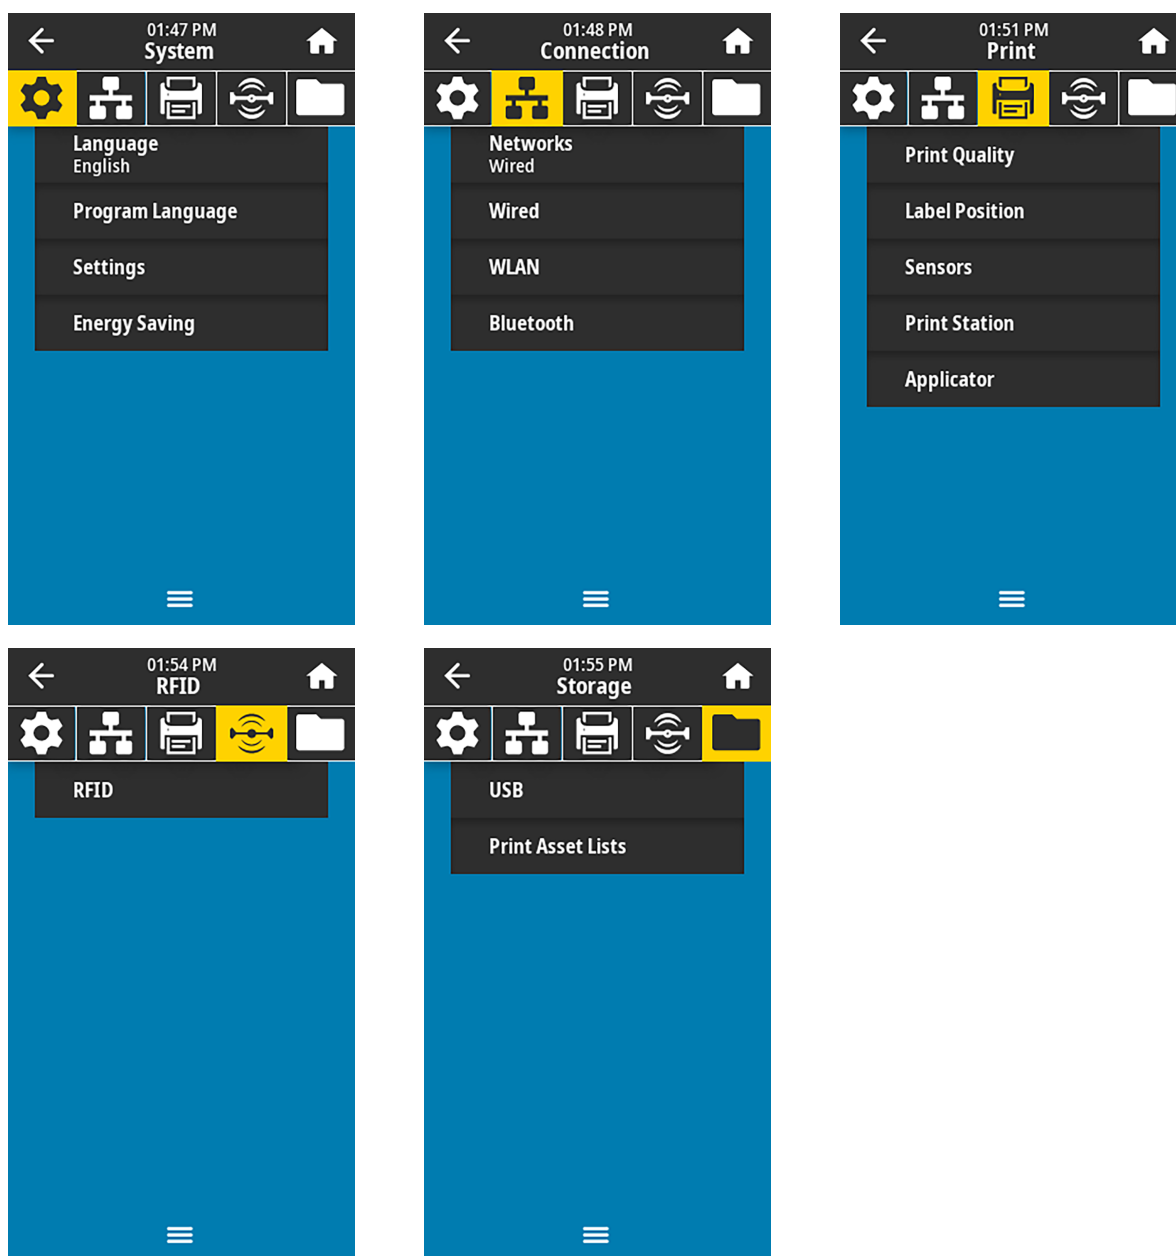 01:47 PM
System
Language
English
Program Language
Settings
Energy Saving
01:48 PM
Connection
Networks
Wired
Wired
WLAN
Bluetooth
01:51 PM
Print
Print Quality
Label Position
Sensors
Print Station
Applicator
01:54 PM
RFID
RFID
01:55 PM
Storage
USB
Print Asset Lists